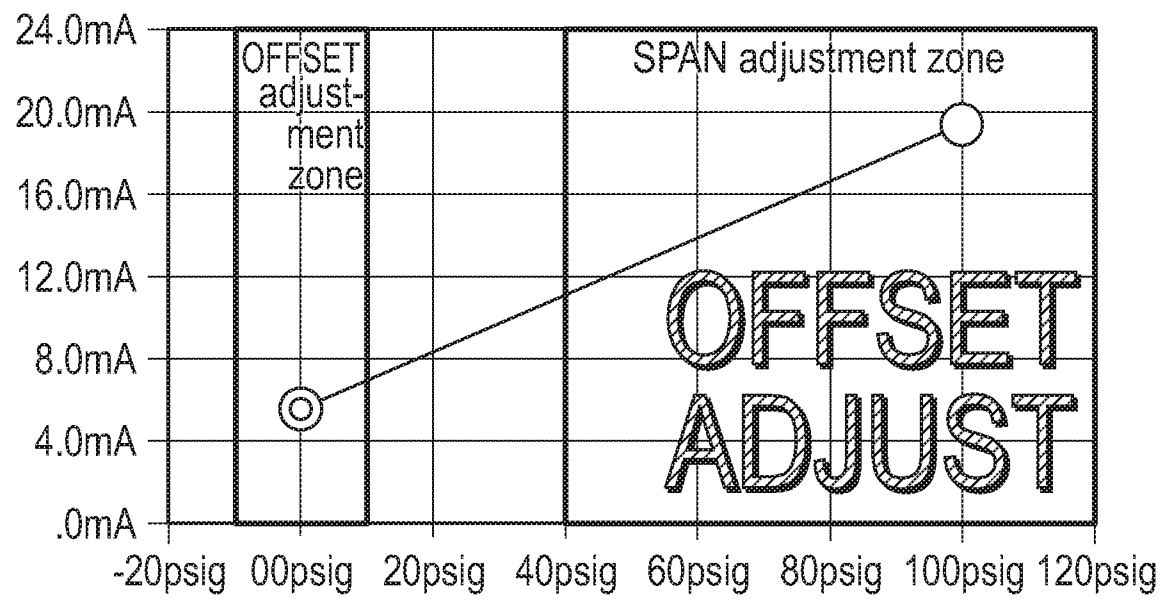 24.0mA
OFFSET
adjust-
ment
zone
SPAN adjustment zone
20.0mA
16.0mA
12.0mA
8.0mA
4.0mA
.0mA
OFFSET
ADJUST
-20psig 00psig 20psig 40psig 60psig 80psig 100psig 120psig